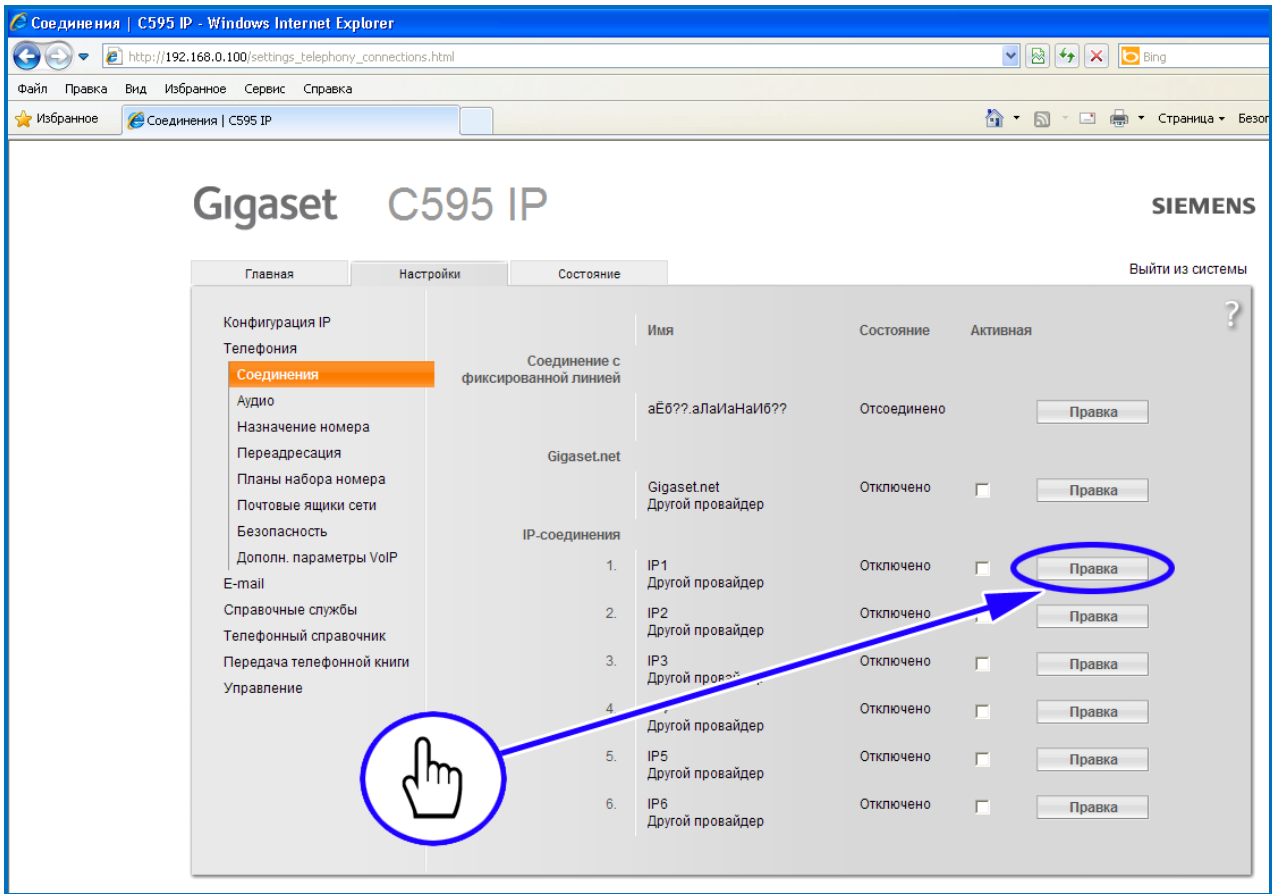 Соединения | C595 IP - Windows Internet Explorer
http://192.168.0.100/settings_telephony_connections.html
Bing
Файл Правка Вид Избранное Сервис Справка
Избранное Соединения | C595 IP Страница
Gigaset C595 IP
SIEMENS
Главная Настройки Состояние Выйти из системы
Имя Состояние Активная
?
Конфигурация IP
Телефония
Соединения
Аудио
Назначение номера
Переадресация
Планы набора номера
Почтовые ящики сети
Безопасность
Дополн. параметры VoIP
E-mail
Справочные службы
Телефонный справочник
Передача телефонной книги
Управление
Соединение с
фиксированной линией
аЁб??.аЛаИаНаИб?? Отсоединено Правка
Gigaset.net
Gigaset.net Отключено Правка
Другой провайдер
IP-соединения
1. IP1 Отключено Правка
Другой провайдер
2. IP2 Отключено Правка
Другой провайдер
3. IP3 Отключено Правка
Другой
4. Отключено Правка
Другой провайдер
5. IP5 Отключено Правка
Другой провайдер
6. IP6 Отключено Правка
Другой провайдер